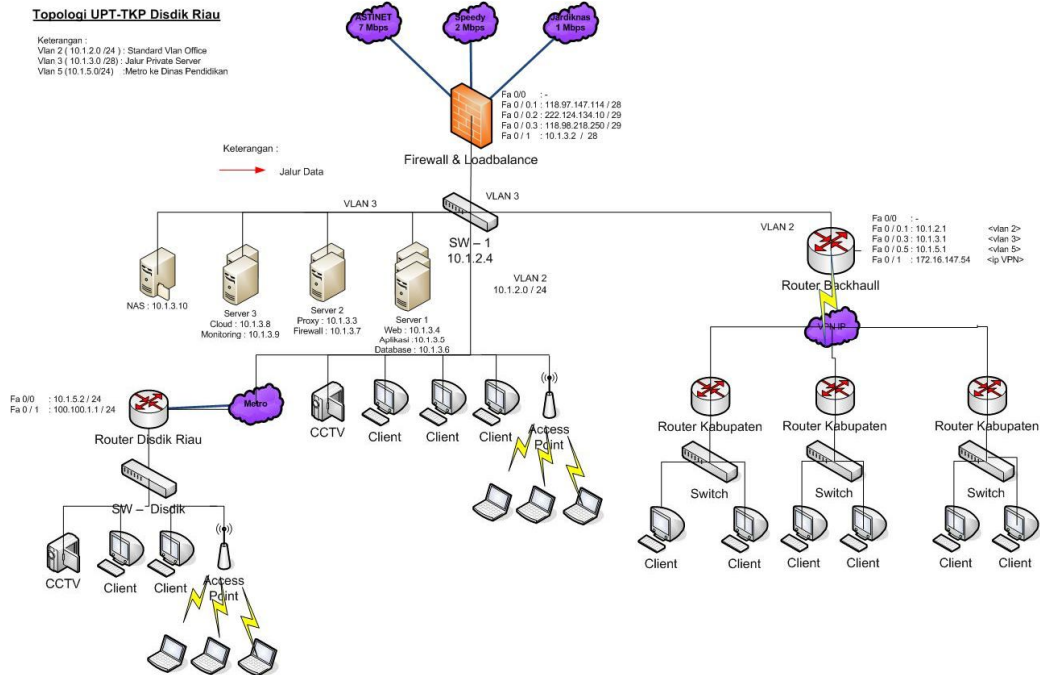 Topologi UPT-TKP Disdik Riau
Keterangan :
Vlan 2 ( 10.1.2.0 /24 ) : Standard Vlan Office
Vlan 3 ( 10.1.3.0 /28) : Jalur Private Server
Vlan 5 (10.1.5.0/24) :Metro ke Dinas Pendidikan
ASTINET
7 Mbps
Speedy
2 Mbps
Jardiknas
1 Mbps
Fa 0/0 : -
Fa 0 / 0.1 : 118.97.147.114 / 28
Fa 0 / 0.2 : 222.124.134.10 / 29
Fa 0 / 0.3 : 118.98.218.250 / 29
Fa 0 / 1 : 10.1.3.2 / 28
Firewall & Loadbalance
Keterangan :
Jalur Data
VLAN 3
VLAN 3
SW – 1
10.1.2.4
VLAN 2
Fa 0/0 : -
Fa 0 / 0.1 : 10.1.2.1 <vlan 2>
Fa 0 / 0.3 : 10.1.3.1 <vlan 3>
Fa 0 / 0.5 : 10.1.5.1 <vlan 5>
Fa 0 / 1 : 172.16.147.54 <ip VPN>
Router Backhaull
VLAN 2
10.1.2.0 / 24
NAS : 10.1.3.10
Server 3
Cloud : 10.1.3.8
Monitoring : 10.1.3.9
Server 2
Proxy : 10.1.3.3
Firewall : 10.1.3.7
Server 1
Web : 10.1.3.4
Aplikasi :10.1.3.5
Database : 10.1.3.6
VPN IP
Fa 0/0 : 10.1.5.2 / 24
Fa 0 / 1 : 100.100.1.1 / 24
Router Disdik Riau
Metro
CCTV
Client
Client
Client
Access
Point
Router Kabupaten
Router Kabupaten
Router Kabupaten
Switch
Switch
Switch
Client
Client
Client
Client
Client
Client
SW – Disdik
CCTV
Client
Client
Access
Point